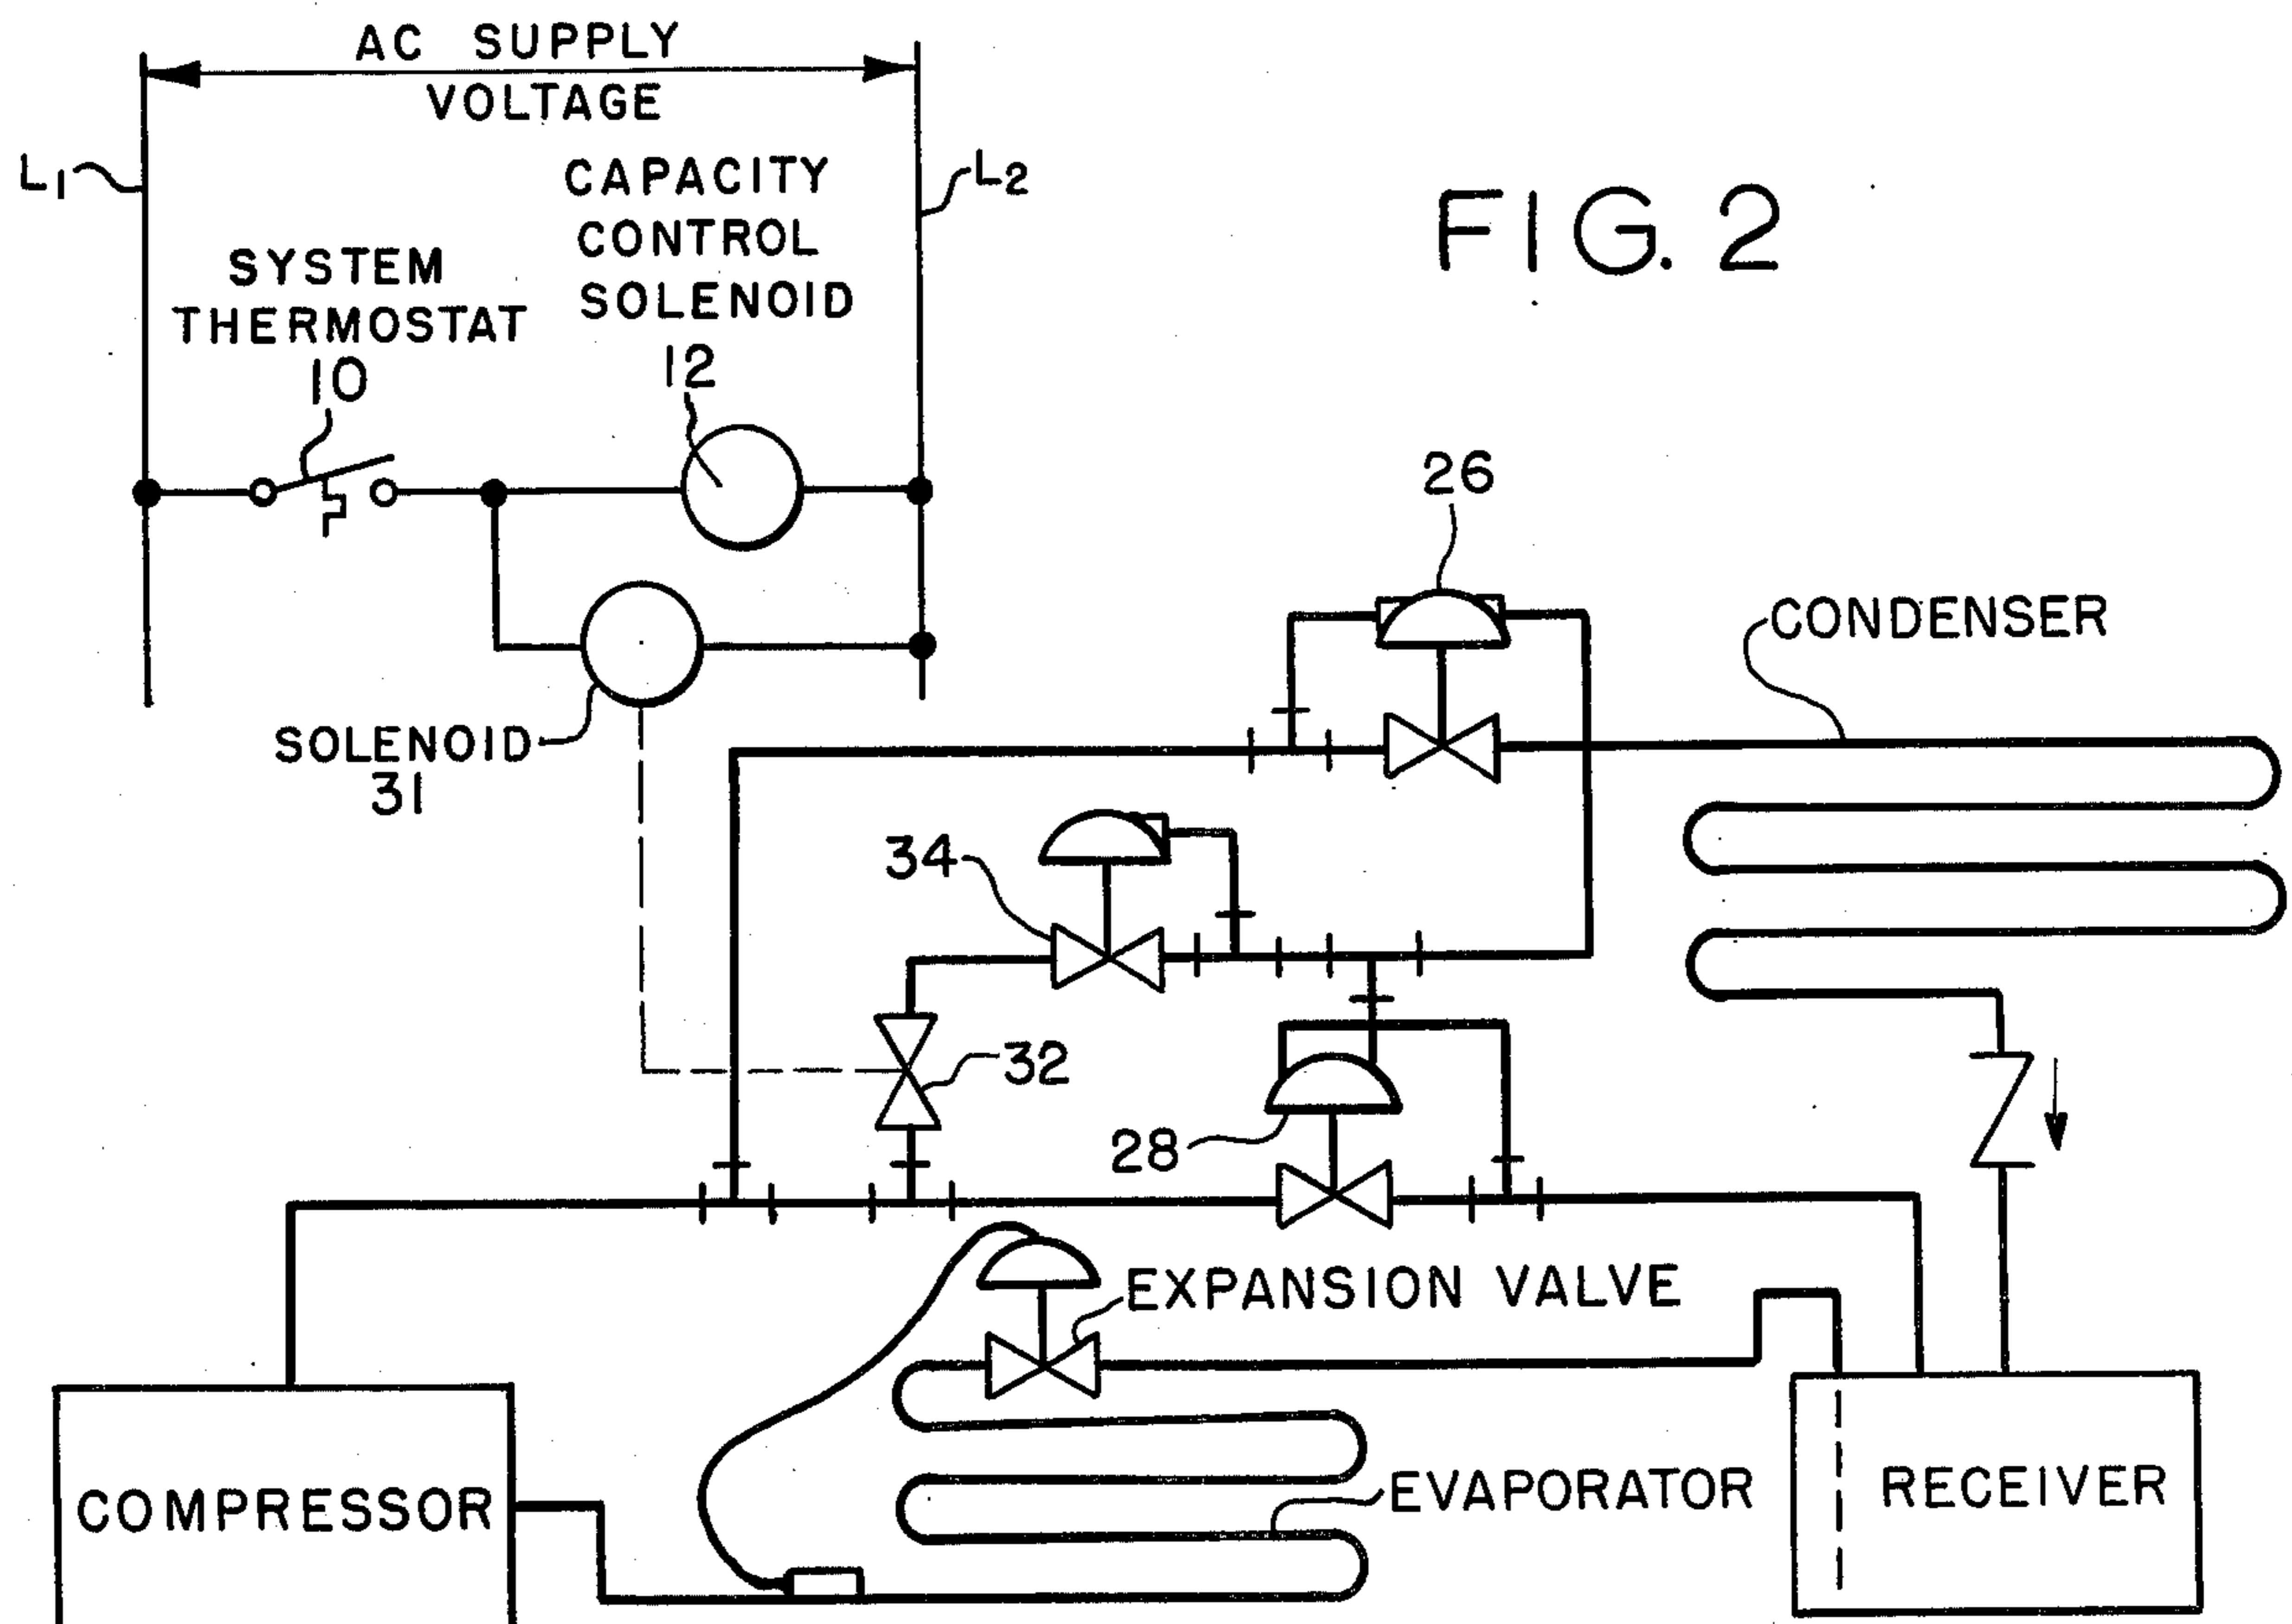 AC SUPPLY
VOLTAGE
L1
L2
CAPACITY
CONTROL
SOLENOID
12
SYSTEM
THERMOSTAT
10
FIG. 2
26
CONDENSER
SOLENOID
31
34
32
28
EXPANSION VALVE
EVAPORATOR
COMPRESSOR
RECEIVER